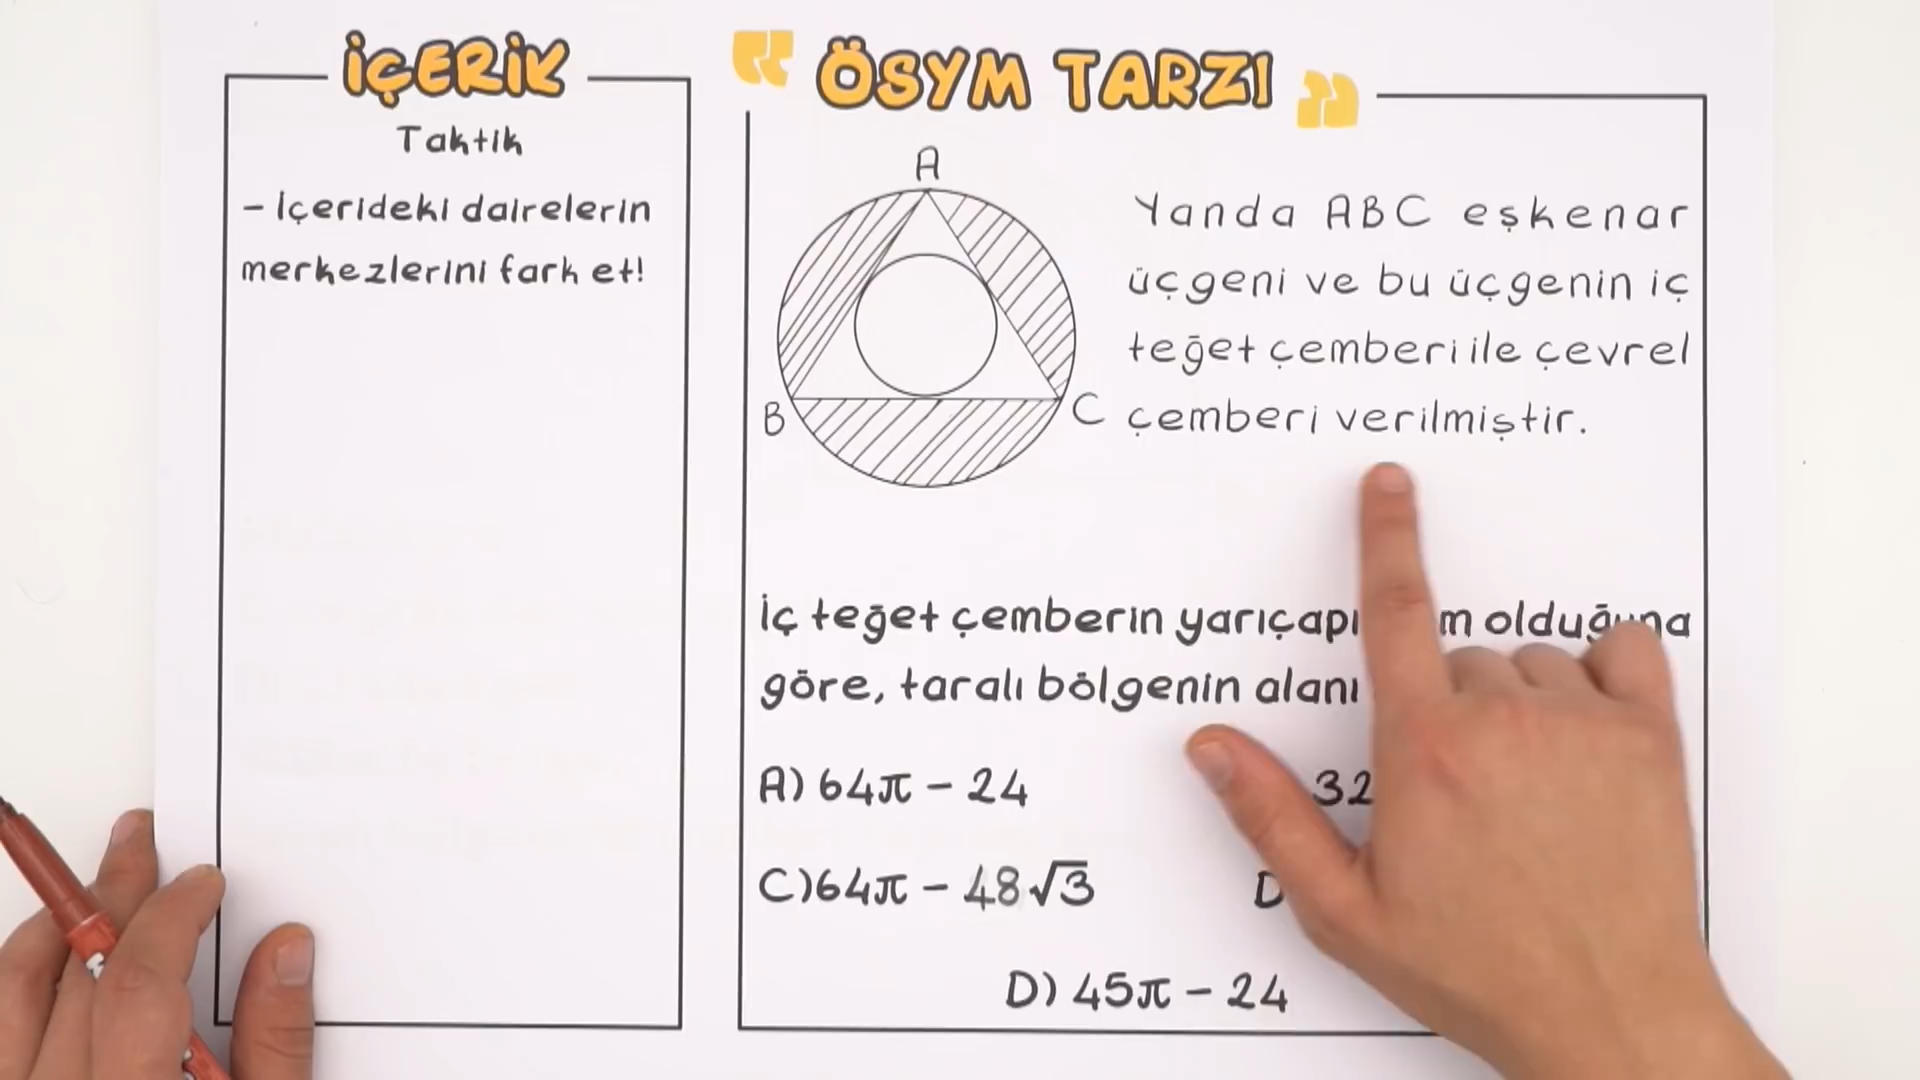 İÇERİK
Taktik
- İçerideki dairelerin
merkezlerini fark et!
ÖSYM TARZI
A
B
C
Yanda ABC eşkenar
üçgeni ve bu üçgenin iç
teğet çemberi ile çevrel
çemberi verilmiştir.
İç teğet çemberin yarıçapı olduğuna
göre, taralı bölgenin alanı
A) 64π - 24
32
C)64π - 48√3
D) 45π - 24